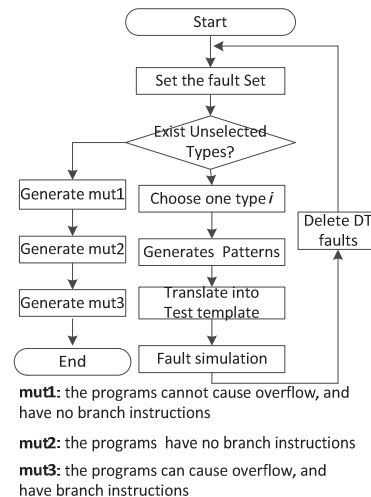 Start
Set the fault Set
Exist Unselected
Types?
Generate mut1
Choose one type i
Delete DT
faults
Generate mut2
Generates Patterns
Generate mut3
Translate into
Test template
End
Fault simulation
mut1: the programs cannot cause overflow, and
have no branch instructions
mut2: the programs have no branch instructions
mut3: the programs can cause overflow, and
have branch instructions